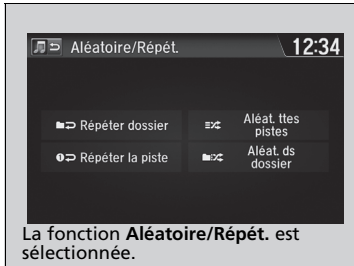 Aléatoire/Répét.
12:34
Répéter dossier
Aléat. ttes
pistes
Répéter la piste
Aléat. ds
dossier
La fonction Aléatoire/Répét. est
sélectionnée.